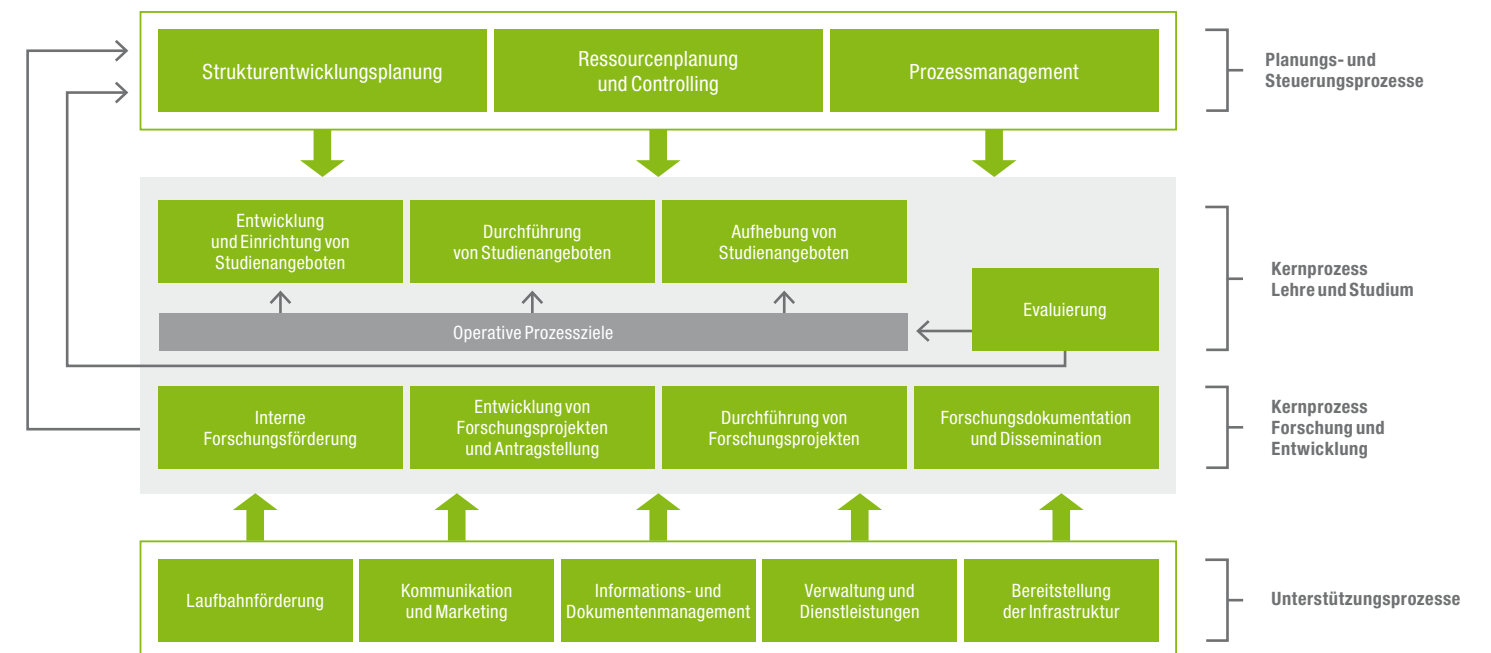 Strukturentwicklungsplanung
Ressourcenplanung
und Controlling
Prozessmanagement
Planungs- und
Steuerungsprozesse
Entwicklung
und Einrichtung von
Studienangeboten
Durchführung
von Studienangeboten
Aufhebung von
Studienangeboten
Evaluierung
Operative Prozessziele
Kernprozess
Lehre und Studium
Interne
Forschungsförderung
Entwicklung von
Forschungsprojekten
und Antragstellung
Durchführung von
Forschungsprojekten
Forschungsdokumentation
und Dissemination
Kernprozess
Forschung und
Entwicklung
Laufbahnförderung
Kommunikation
und Marketing
Informations- und
Dokumentenmanagement
Verwaltung und
Dienstleistungen
Bereitstellung
der Infrastruktur
Unterstützungsprozesse